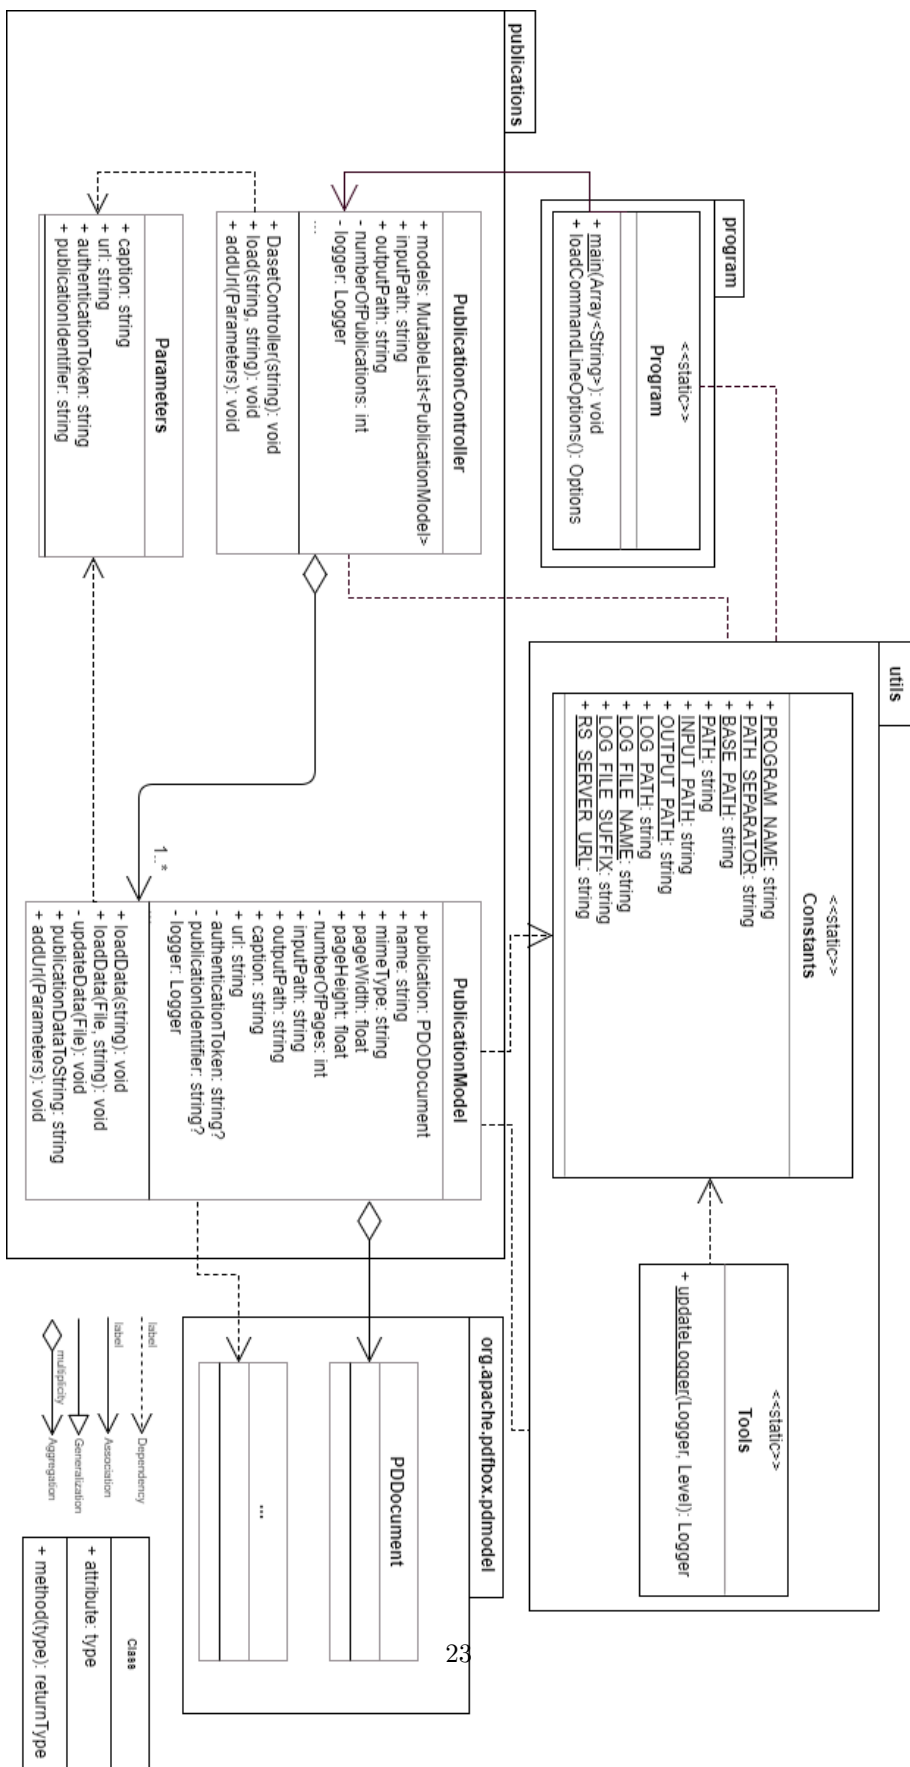 program
<<static>>
Program
+ main(Array<String>): void
+ loadCommandLineOptions(): Options
utils
<<static>>
Constants
+ PROGRAM_NAME: string
+ PATH_SEPARATOR: string
+ BASE_PATH: string
+ PATH: string
+ INPUT_PATH: string
+ OUTPUT_PATH: string
+ LOG_PATH: string
+ LOG_FILE_NAME: string
+ LOG_FILE_SUFFIX: string
+ RS_SERVER_URL: string
<<static>>
Tools
+ updateLogger(Logger, Level): Logger
publications
PublicationController
+ models: MutableList<PublicationModel>
+ inputPath: string
+ outputPath: string
- numberOfPublications: int
- logger: Logger
...
+ DasetController(string): void
+ load(string, string): void
+ addUrl(Parameters): void
Parameters
+ caption: string
+ url: string
+ authenticationToken: string
+ publicationIdentifier: string
1..*
PublicationModel
+ publication: PDODocument
+ name: string
+ mimeType: string
+ pageWidth: float
+ pageHeight: float
- numberOfPages: int
+ inputPath: string
+ outputPath: string
+ caption: string
+ url: string
- authenticationToken: string?
- publicationIdentifier: string?
- logger: Logger
...
+ loadData(string): void
+ loadData(File, string): void
- updateData(File): void
+ publicationDataToString: string
+ addUrl(Parameters): void
org.apache.pdfbox.pdmodel
PDDocument
...
label
Dependency
label
Association
Generalization
multiplicity
Aggregation
Class
+ attribute: type
+ method(type): returnType
23